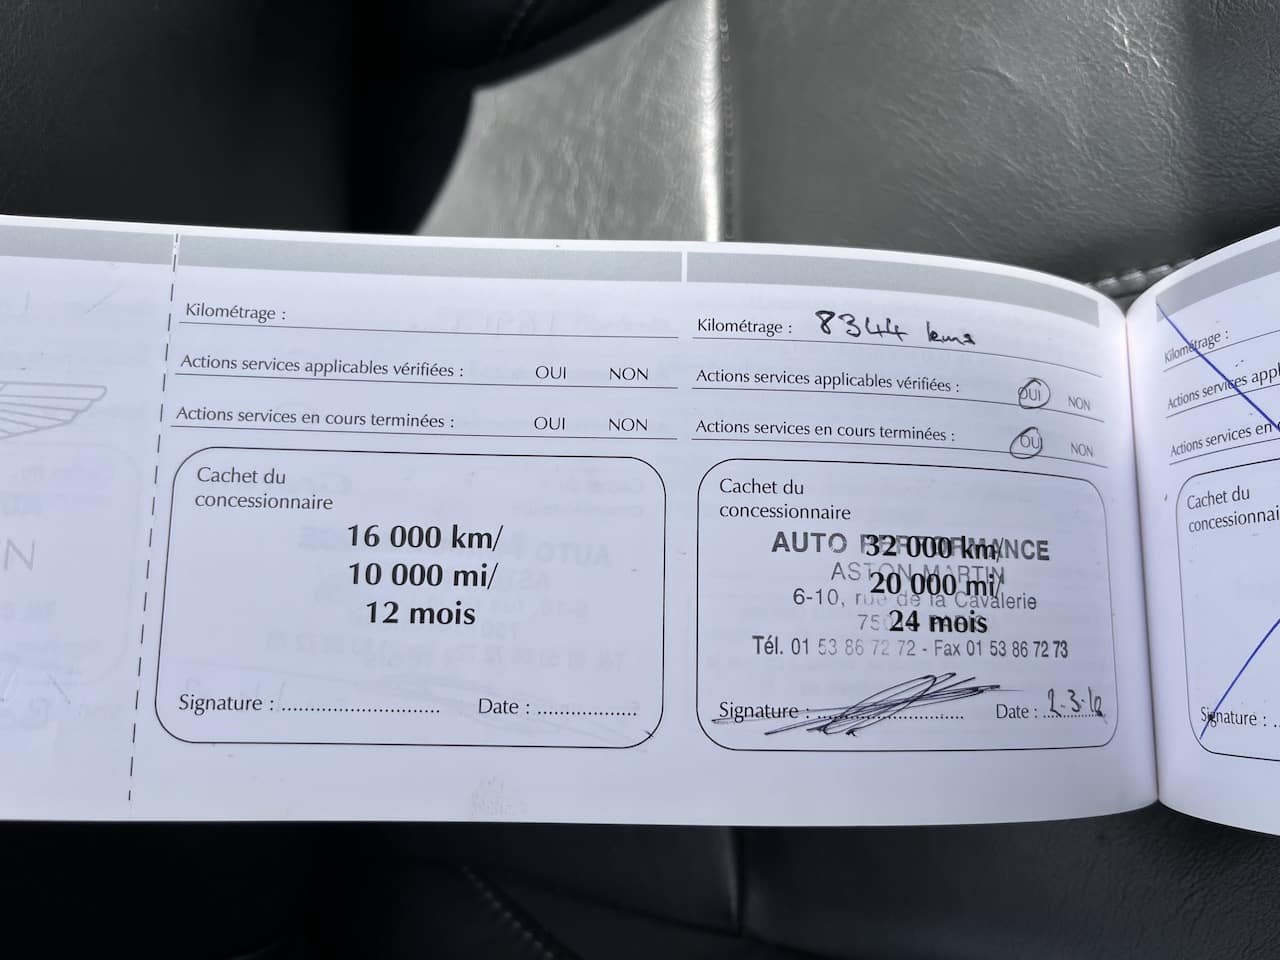 Kilométrage :
Actions services applicables vérifiées : OUI NON
Actions services en cours terminées : OUI NON
Cachet du
concessionnaire
16 000 km/
10 000 mi/
12 mois
Signature : Date :
Kilométrage : 8344 kms
Actions services applicables vérifiées : OUI NON
Actions services en cours terminées : OUI NON
Cachet du
concessionnaire
AUTO PERFORMANCE
32 000 km/
ASTON MARTIN
20 000 mi/
6-10, rue de la Cavalerie
24 mois
Tél. 01 53 86 72 72 - Fax 01 53 86 72 73
Signature : Date : 2-3-10
Kilométrage :
Actions services
Actions services en
Cachet du
Signature :